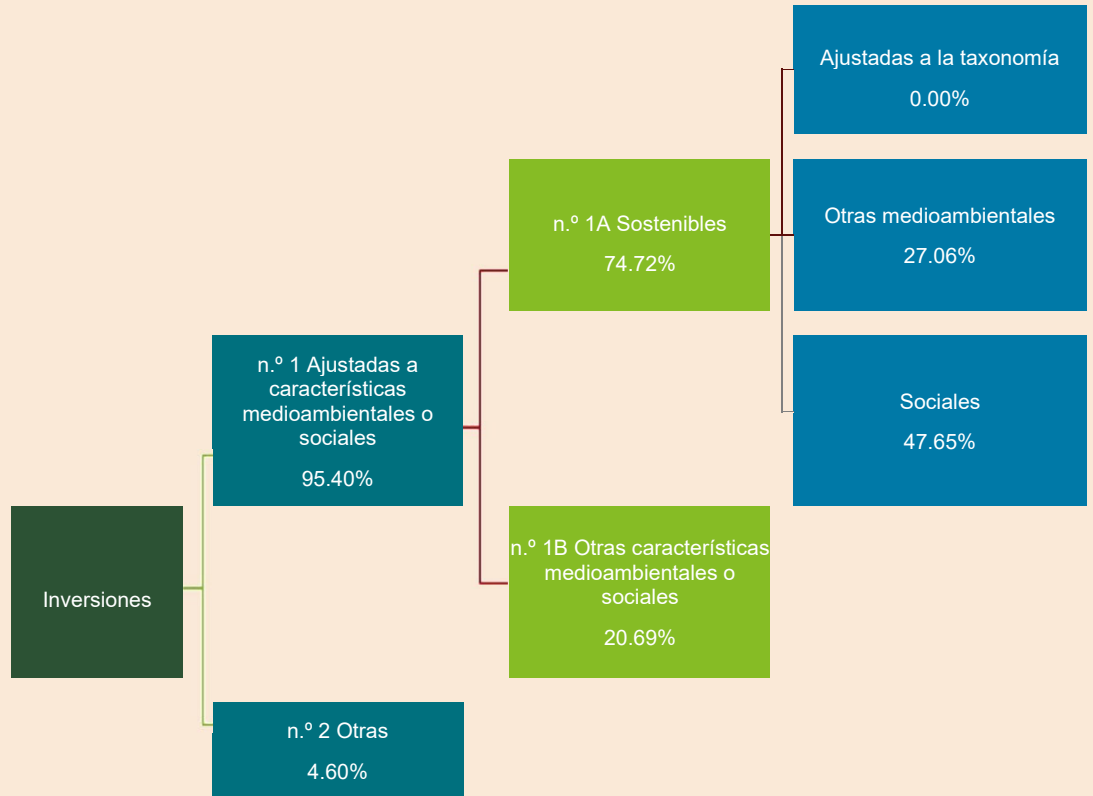 Inversiones
n.º 1 Ajustadas a
características
medioambientales o
sociales
95.40%
n.º 2 Otras
4.60%
n.º 1A Sostenibles
74.72%
n.º 1B Otras características
medioambientales o
sociales
20.69%
Ajustadas a la taxonomía
0.00%
Otras medioambientales
27.06%
Sociales
47.65%